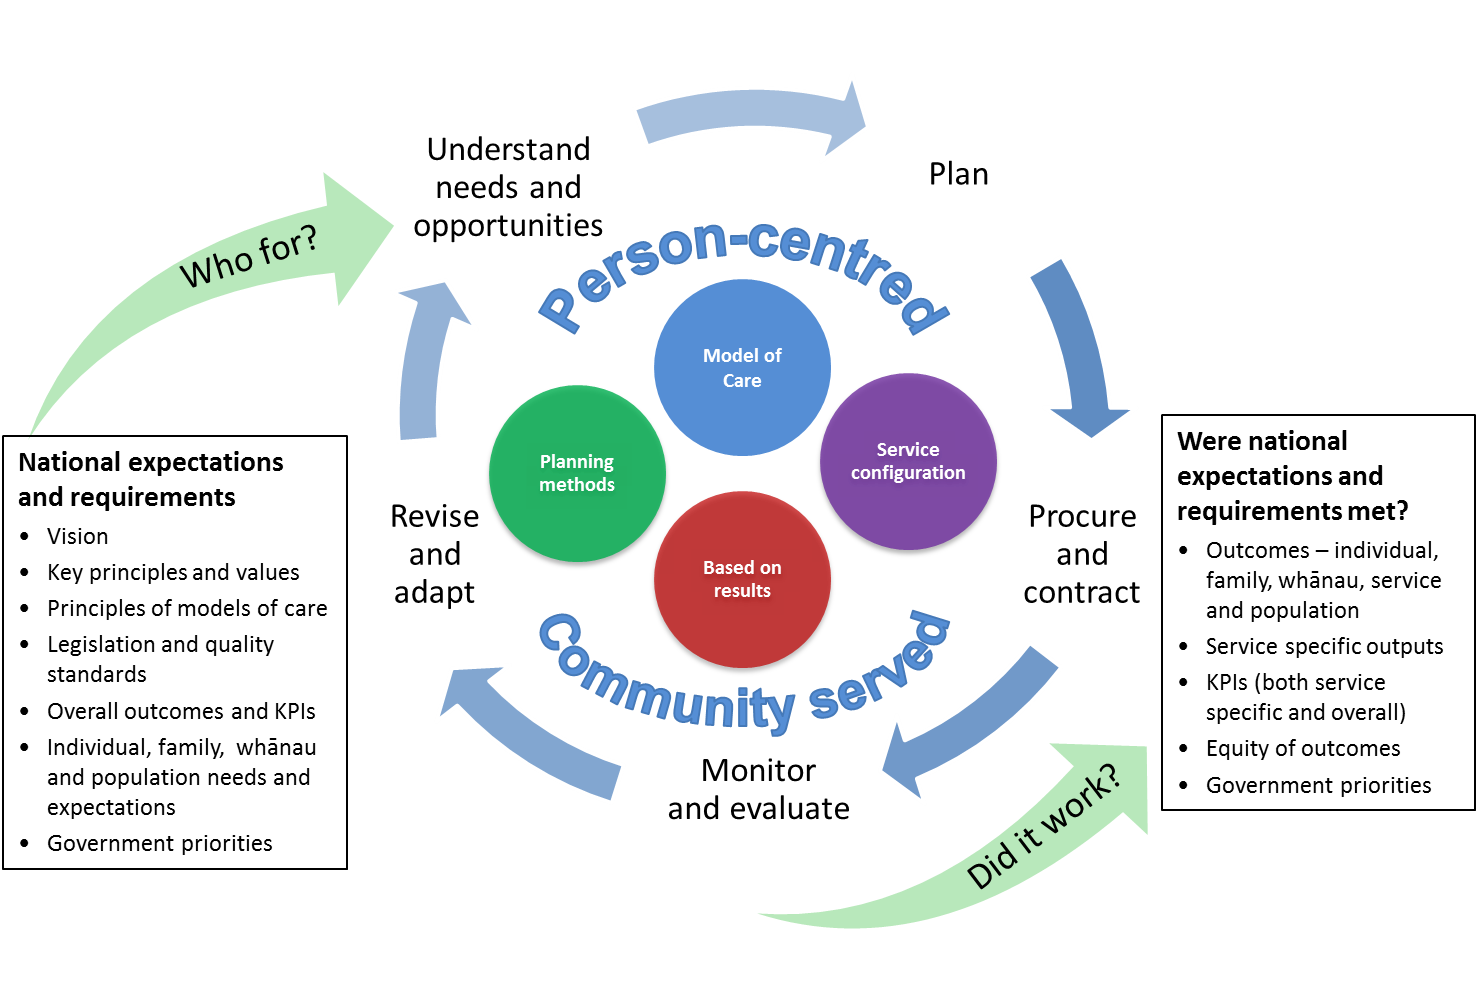 Understand
needs and
opportunities
Plan
Who for?
Person-centred
Model of
Care
Planning
methods
Service
configuration
Based on
results
Community served
Revise
and
adapt
Procure
and
contract
Monitor
and evaluate
Did it work?
National expectations
and requirements
• Vision
• Key principles and values
• Principles of models of care
• Legislation and quality
standards
• Overall outcomes and KPIs
• Individual, family, whānau
and population needs and
expectations
• Government priorities
Were national
expectations and
requirements met?
• Outcomes – individual,
family, whānau, service
and population
• Service specific outputs
• KPIs (both service
specific and overall)
• Equity of outcomes
• Government priorities